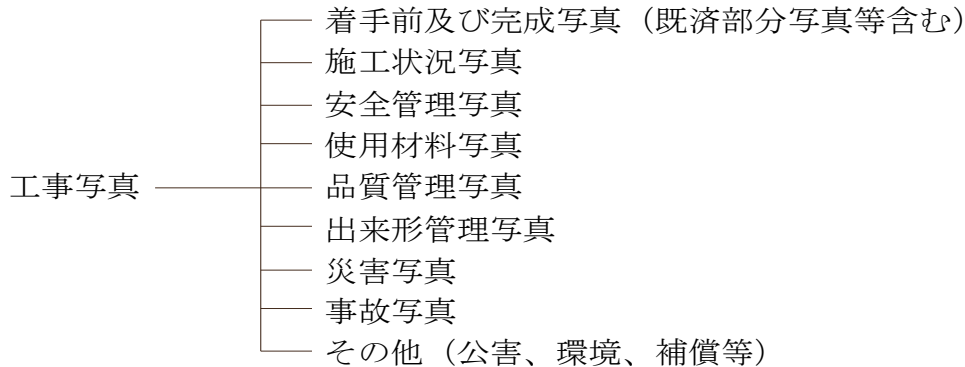 着手前及び完成写真（既済部分写真等含む）
施工状況写真
安全管理写真
使用材料写真
工事写真
品質管理写真
出来形管理写真
災害写真
事故写真
その他（公害、環境、補償等）